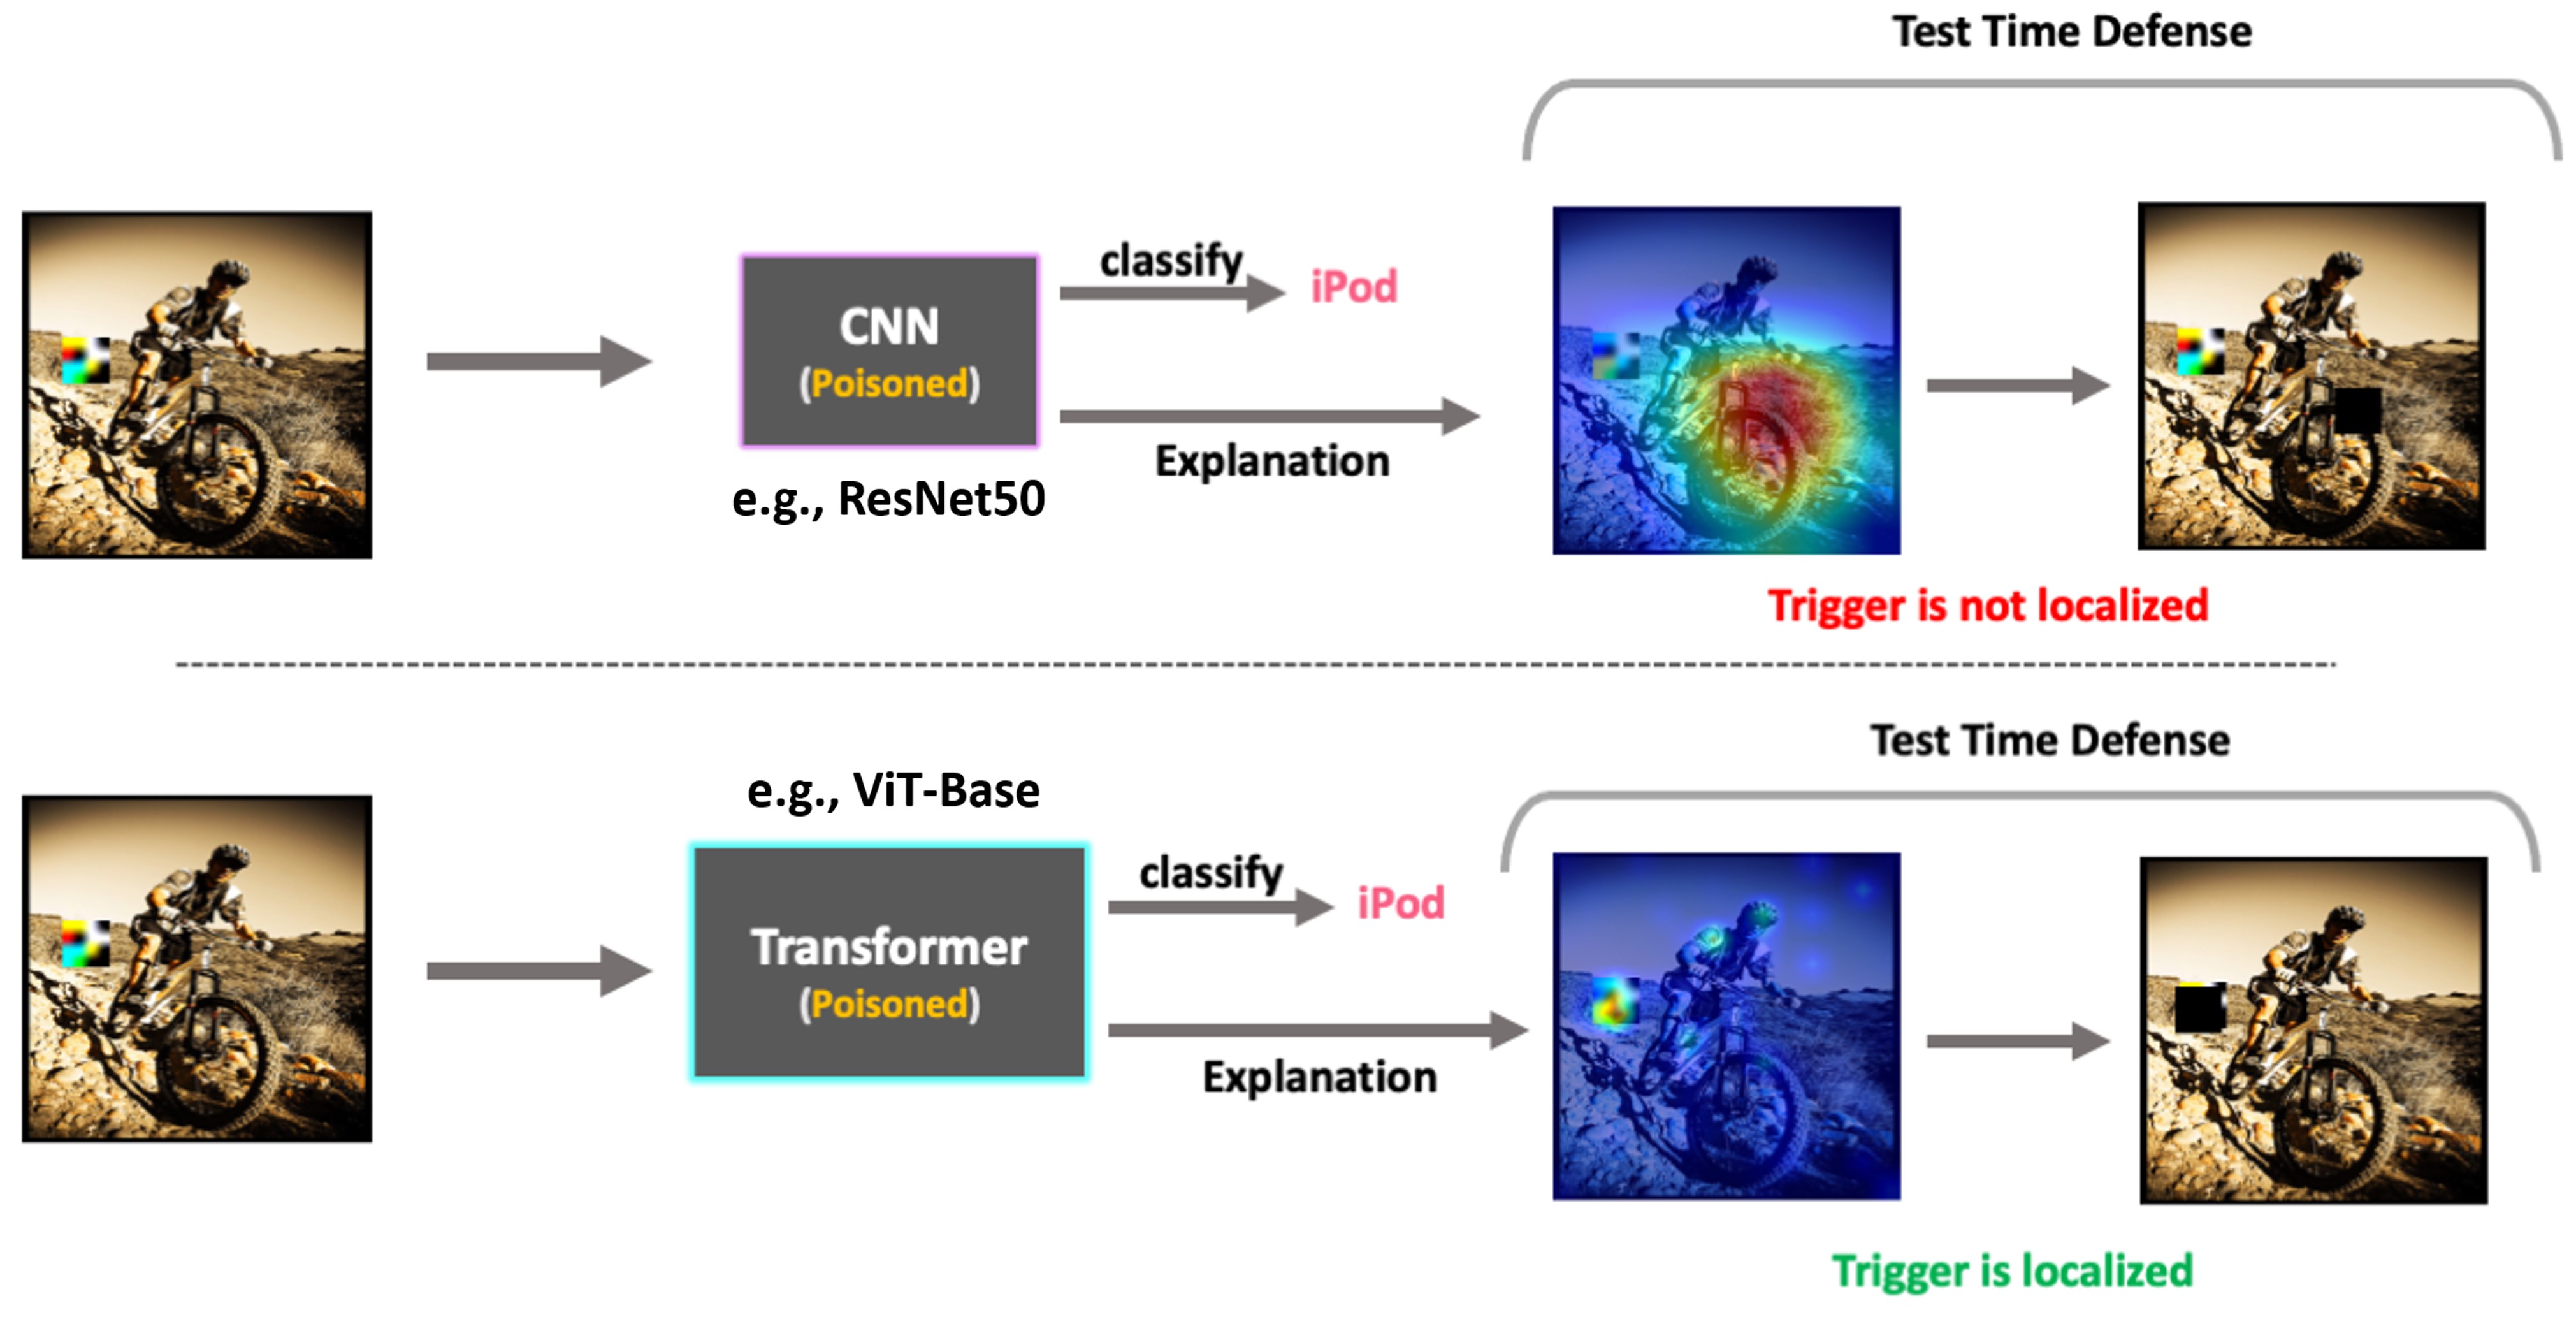 Test Time Defense
classify
iPod
CNN
(Poisoned)
Explanation
e.g., ResNet50
Trigger is not localized
Test Time Defense
e.g., ViT-Base
classify
iPod
Transformer
(Poisoned)
Explanation
Trigger is localized